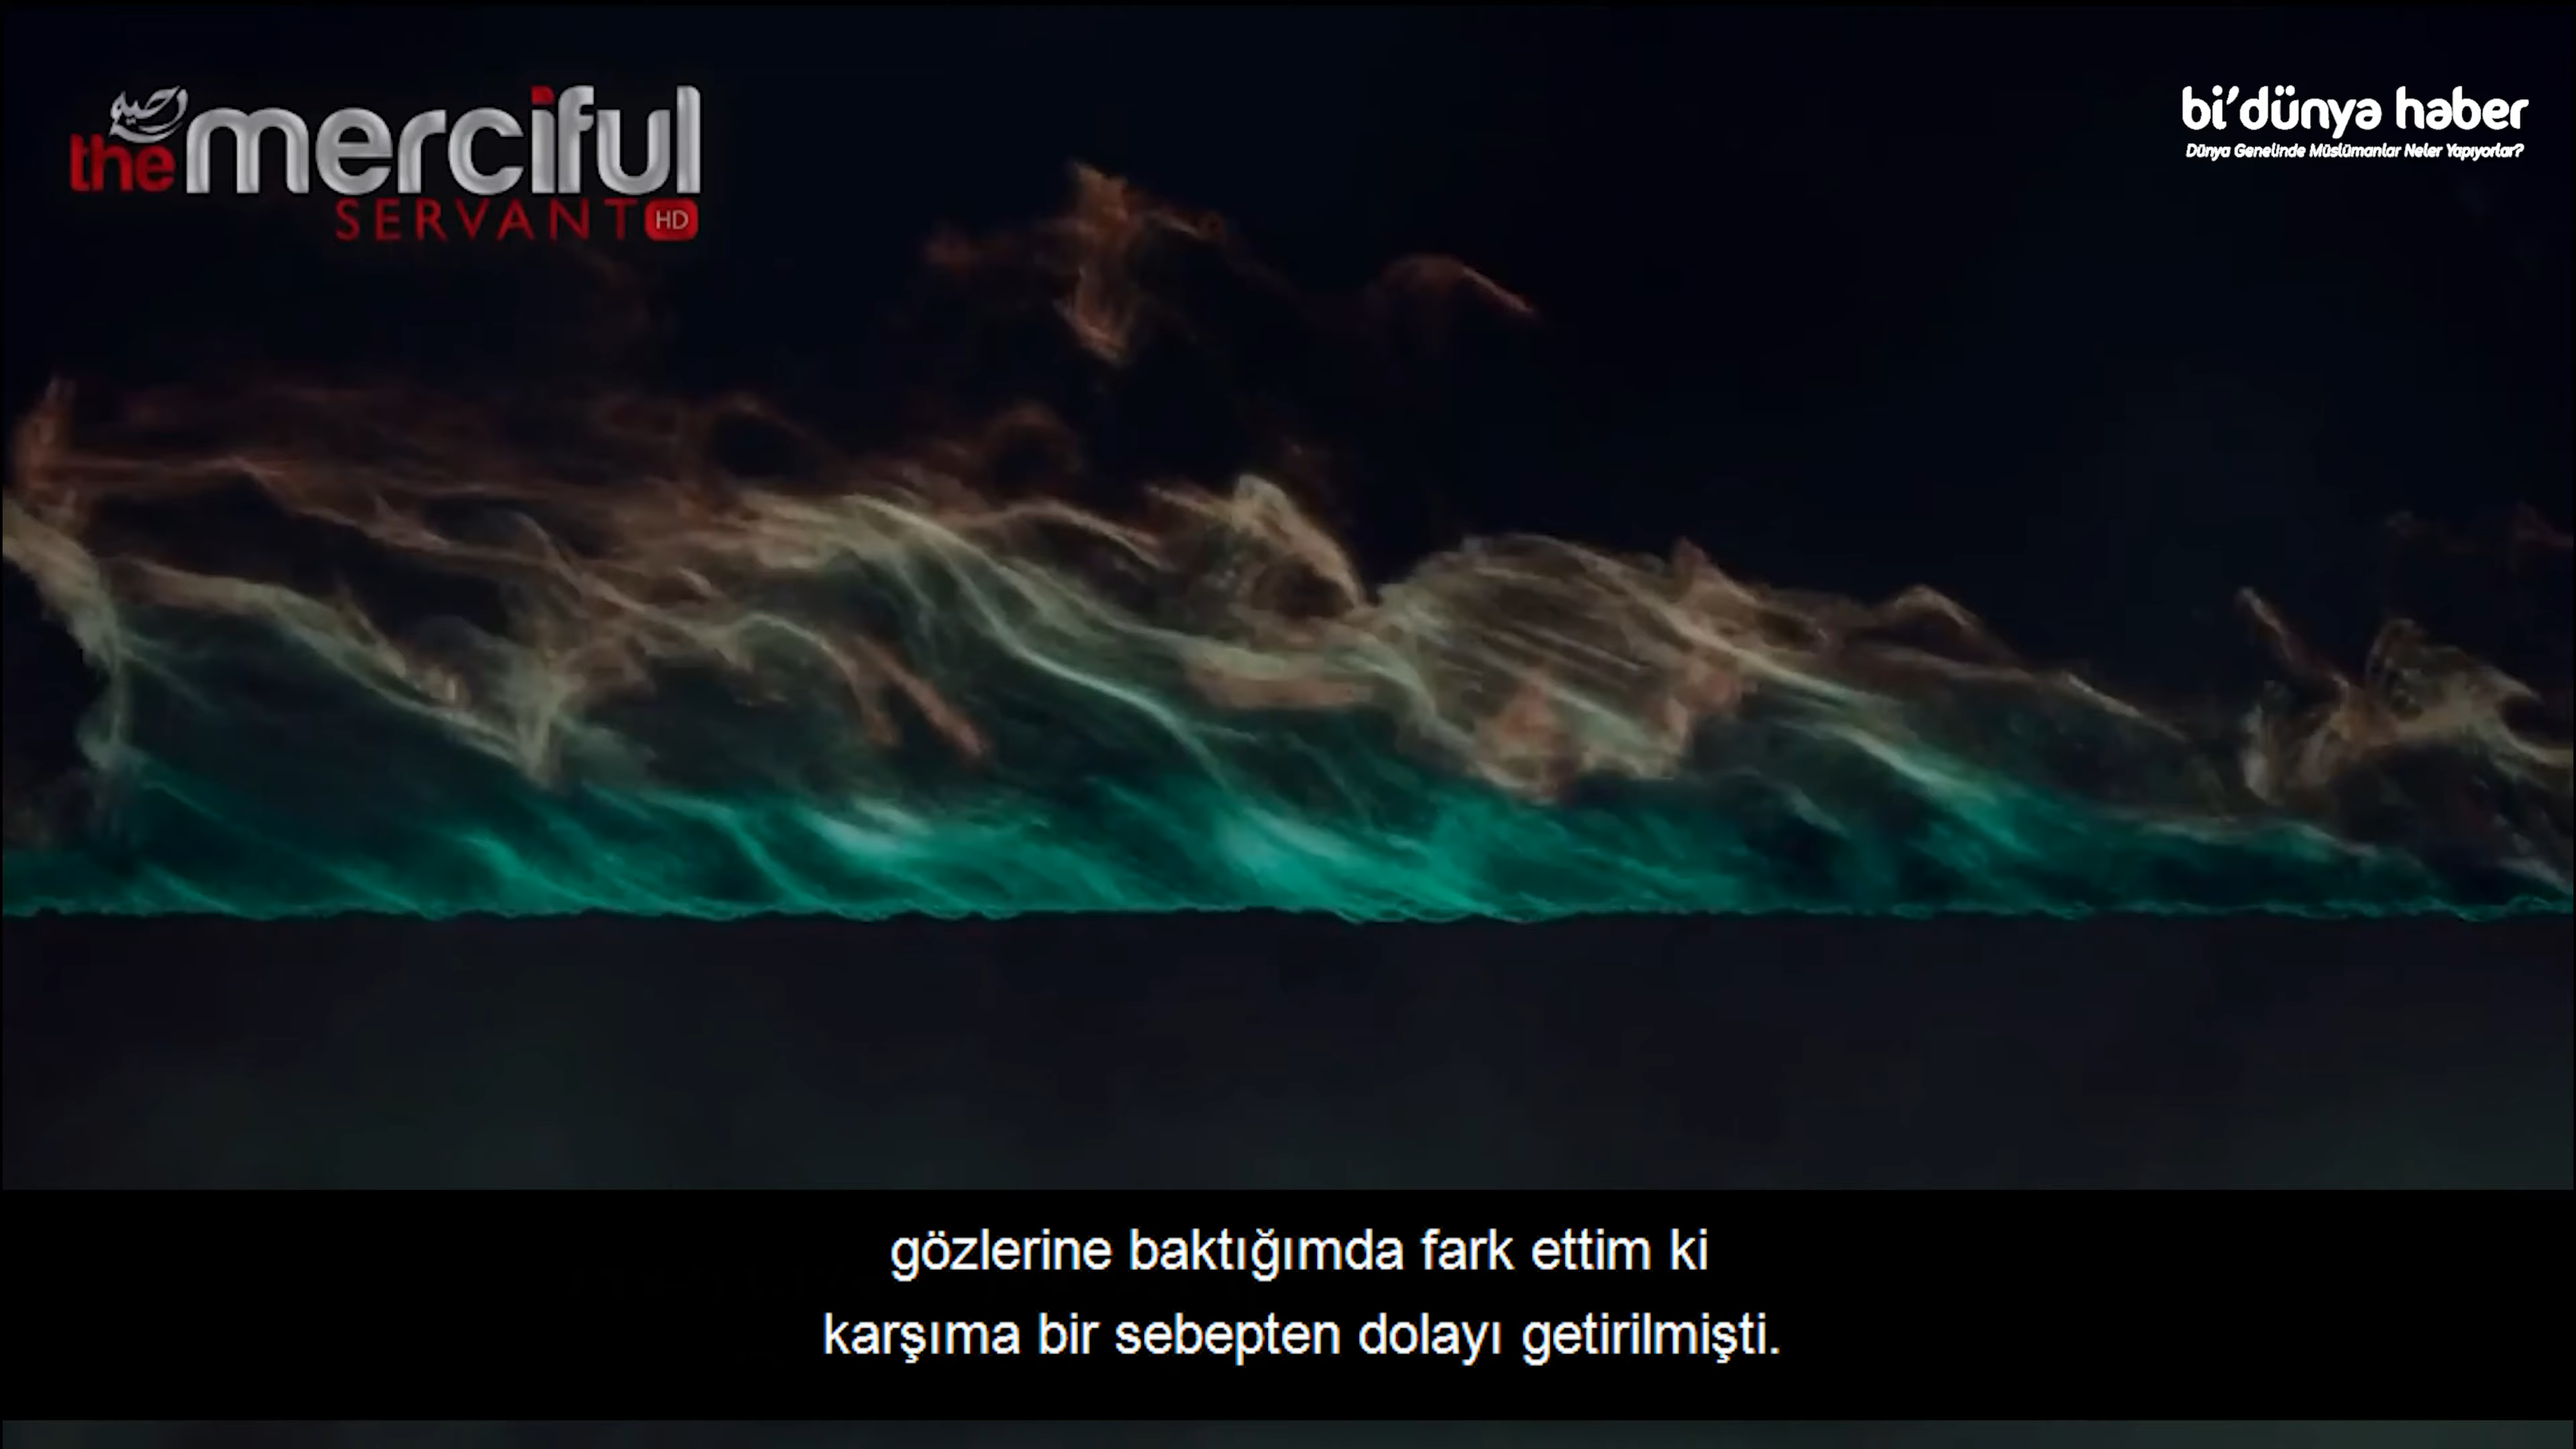 the merciful
SERVANT HD
bi'dünya haber
Dünya Genelinde Müslümanlar Neler Yapıyorlar?
gözlerine baktığımda fark ettim ki
karşıma bir sebepten dolayı getirilmişti.